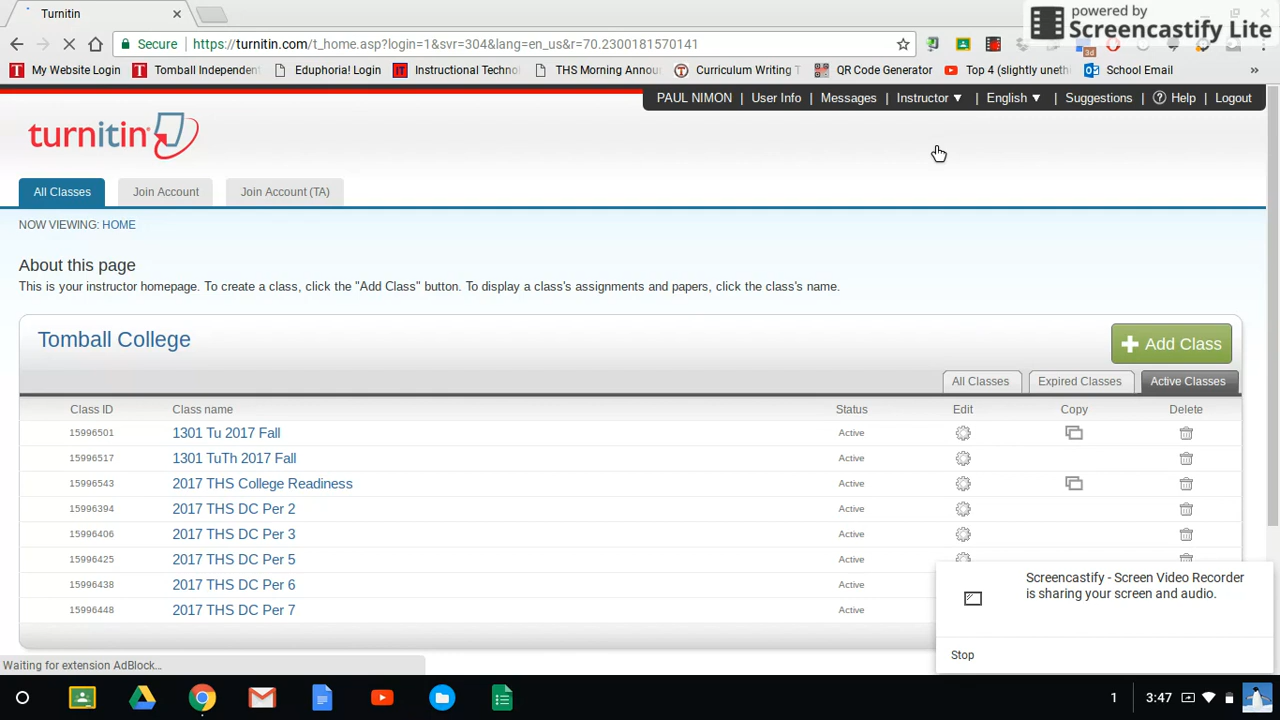 Turnitin
powered by
Screencastify Lite
Secure https://turnitin.com/t_home.asp?login=1&svr=304&lang=en_us&r=70.2300181570141
3d
My Website Login Tomball Independent Eduphoria! Login Instructional Technol THS Morning Annou Curriculum Writing T QR Code Generator Top 4 (slightly uneth School Email »
PAUL NIMON | User Info | Messages | Instructor ▼ | English ▼ | Suggestions | ? Help | Logout
turnitin
All Classes Join Account Join Account (TA)
NOW VIEWING: HOME
About this page
This is your instructor homepage. To create a class, click the "Add Class" button. To display a class's assignments and papers, click the class's name.
Tomball College
+ Add Class
All Classes Expired Classes Active Classes
Class ID Class name Status Edit Copy Delete
15996501 1301 Tu 2017 Fall Active
15996517 1301 TuTh 2017 Fall Active
15996543 2017 THS College Readiness Active
15996394 2017 THS DC Per 2 Active
15996406 2017 THS DC Per 3 Active
15996425 2017 THS DC Per 5 Active
15996438 2017 THS DC Per 6 Active
15996448 2017 THS DC Per 7 Active
Screencastify - Screen Video Recorder
is sharing your screen and audio.
Stop
Waiting for extension AdBlock...
1 3:47